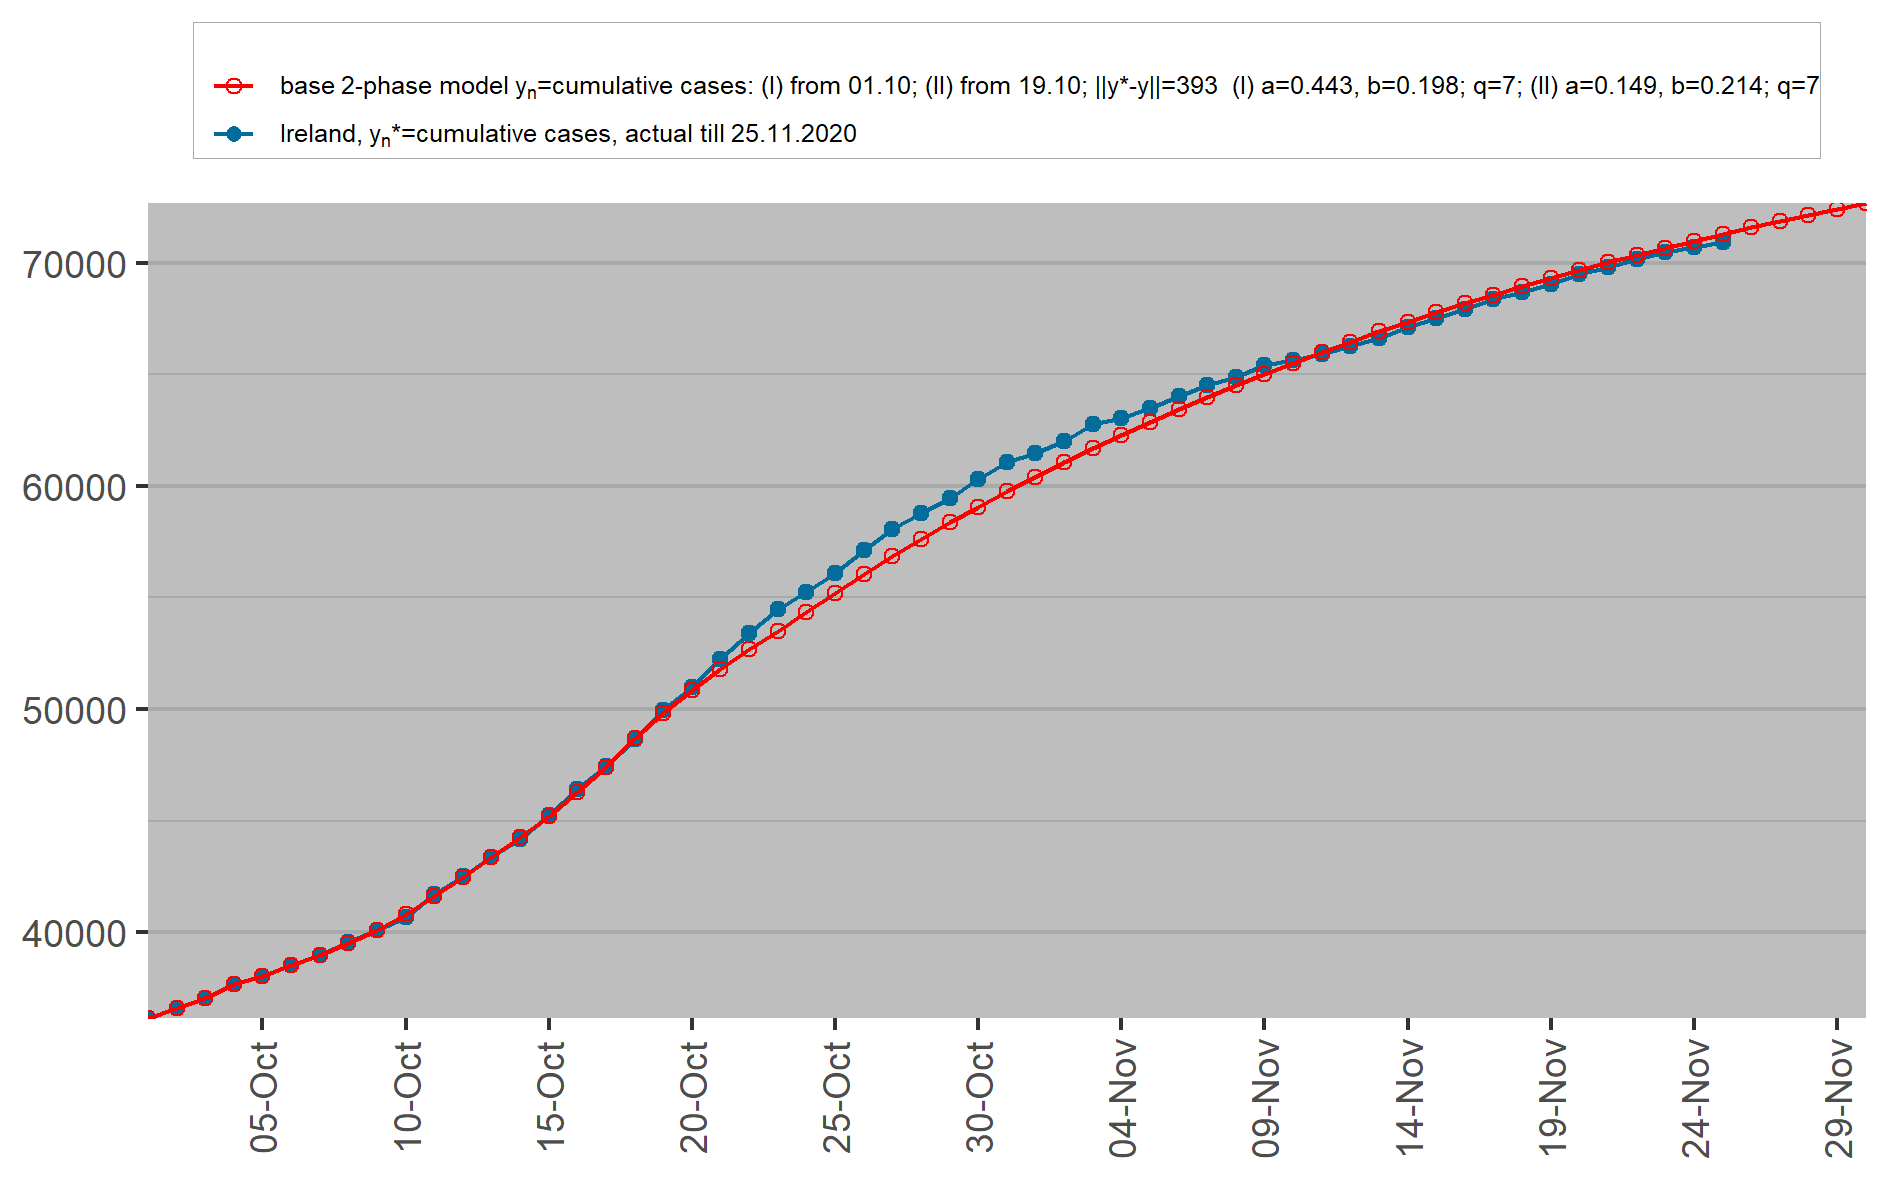 base 2-phase model yn=cumulative cases: (I) from 01.10; (II) from 19.10; ||y*-y||=393  (I) a=0.443, b=0.198; q=7; (II) a=0.149, b=0.214; q=7
Ireland, yn*=cumulative cases, actual till 25.11.2020
70000
60000
50000
40000
05-Oct
10-Oct
15-Oct
20-Oct
25-Oct
30-Oct
04-Nov
09-Nov
14-Nov
19-Nov
24-Nov
29-Nov